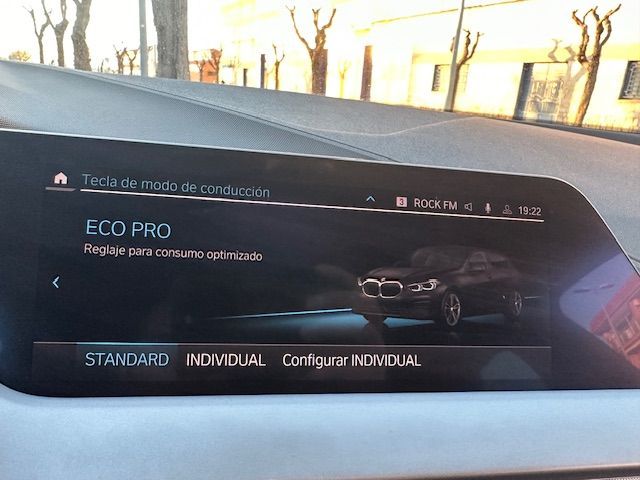 Tecla de modo de conducción
3 ROCK FM 19:22
ECO PRO
Reglaje para consumo optimizado
STANDARD INDIVIDUAL Configurar INDIVIDUAL